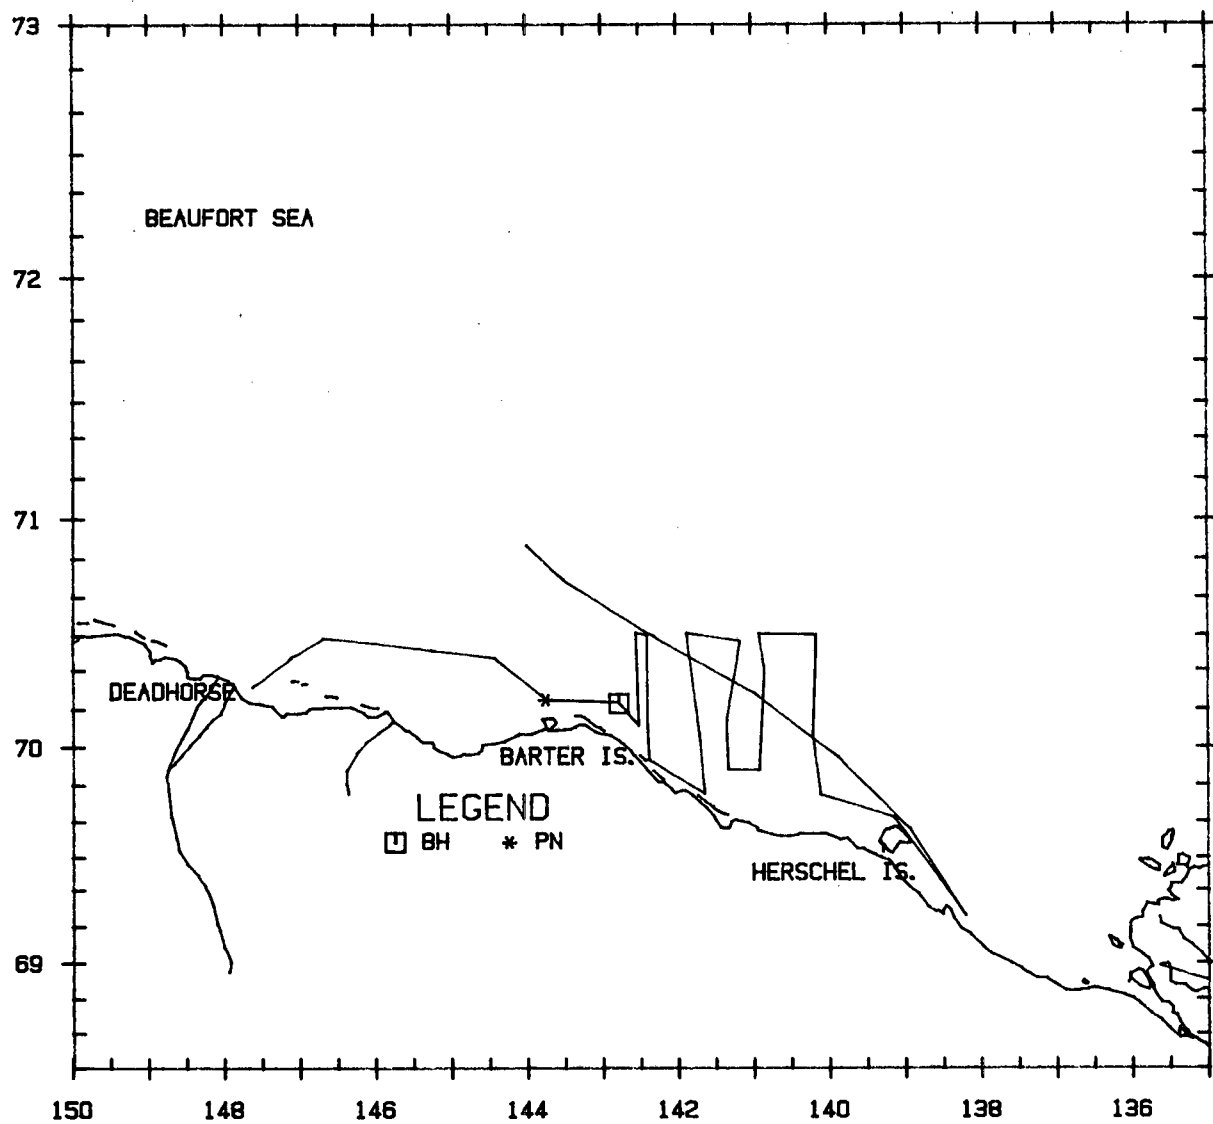 73
BEAUFORT SEA
72
71
DEADHORSE
70
BARTER IS.
LEGEND
BH * PN
HERSCHEL IS.
69
150 148 146 144 142 140 138 136